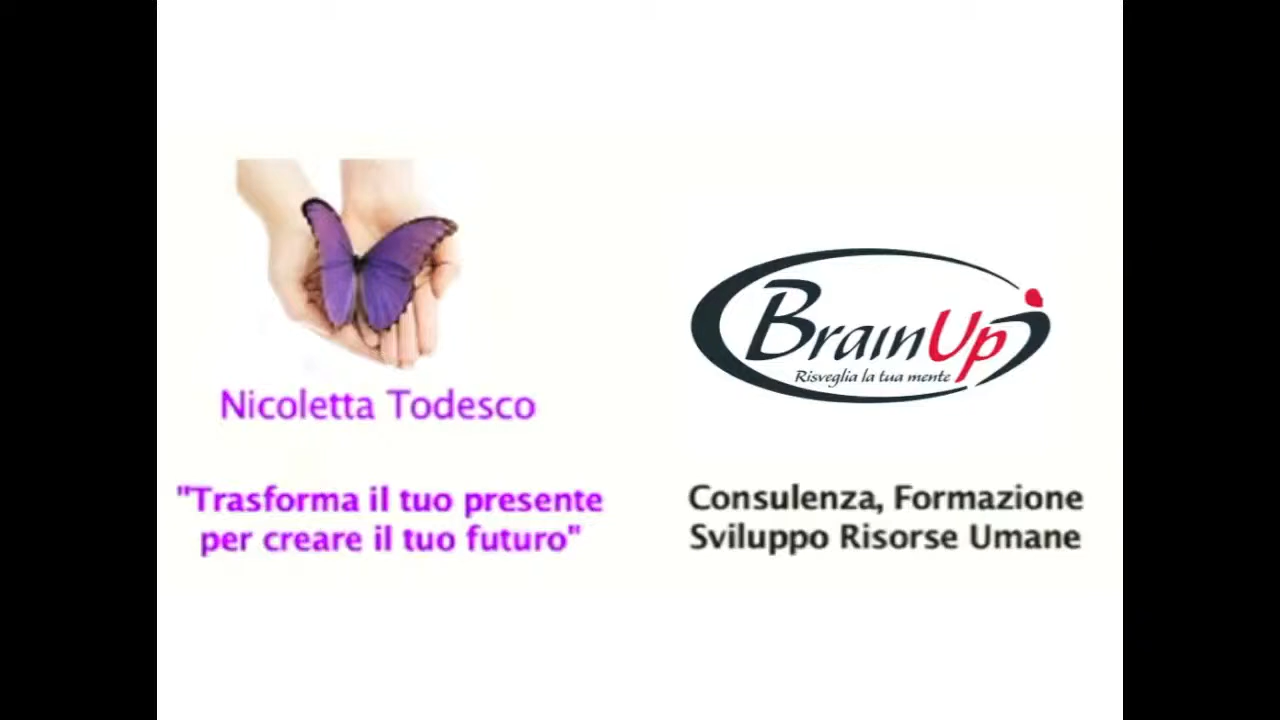 Nicoletta Todesco
"Trasforma il tuo presente
per creare il tuo futuro"
BrainUp
Risveglia la tua mente
Consulenza, Formazione
Sviluppo Risorse Umane